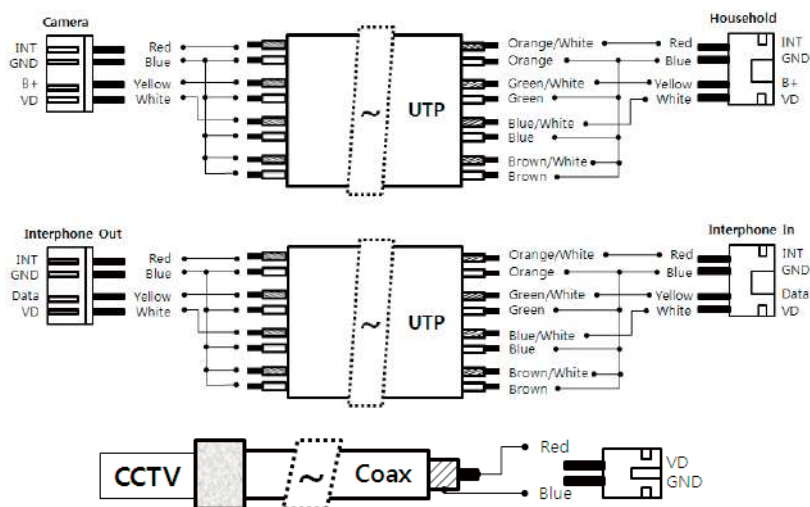 Camera Household
INT Red Orange/White Red INT
GND Blue Orange Blue GND
B+ Yellow Green/White Yellow B+
VD White ~ UTP Green White VD
Blue/White
Blue
Brown/White
Brown
Interphone Out Interphone In
INT Red Orange/White Red INT
GND Blue Orange Blue GND
Data Yellow Green/White Yellow Data
VD White ~ UTP Green White VD
Blue/White
Blue
Brown/White
Brown
CCTV ~ Coax Red VD
Blue GND